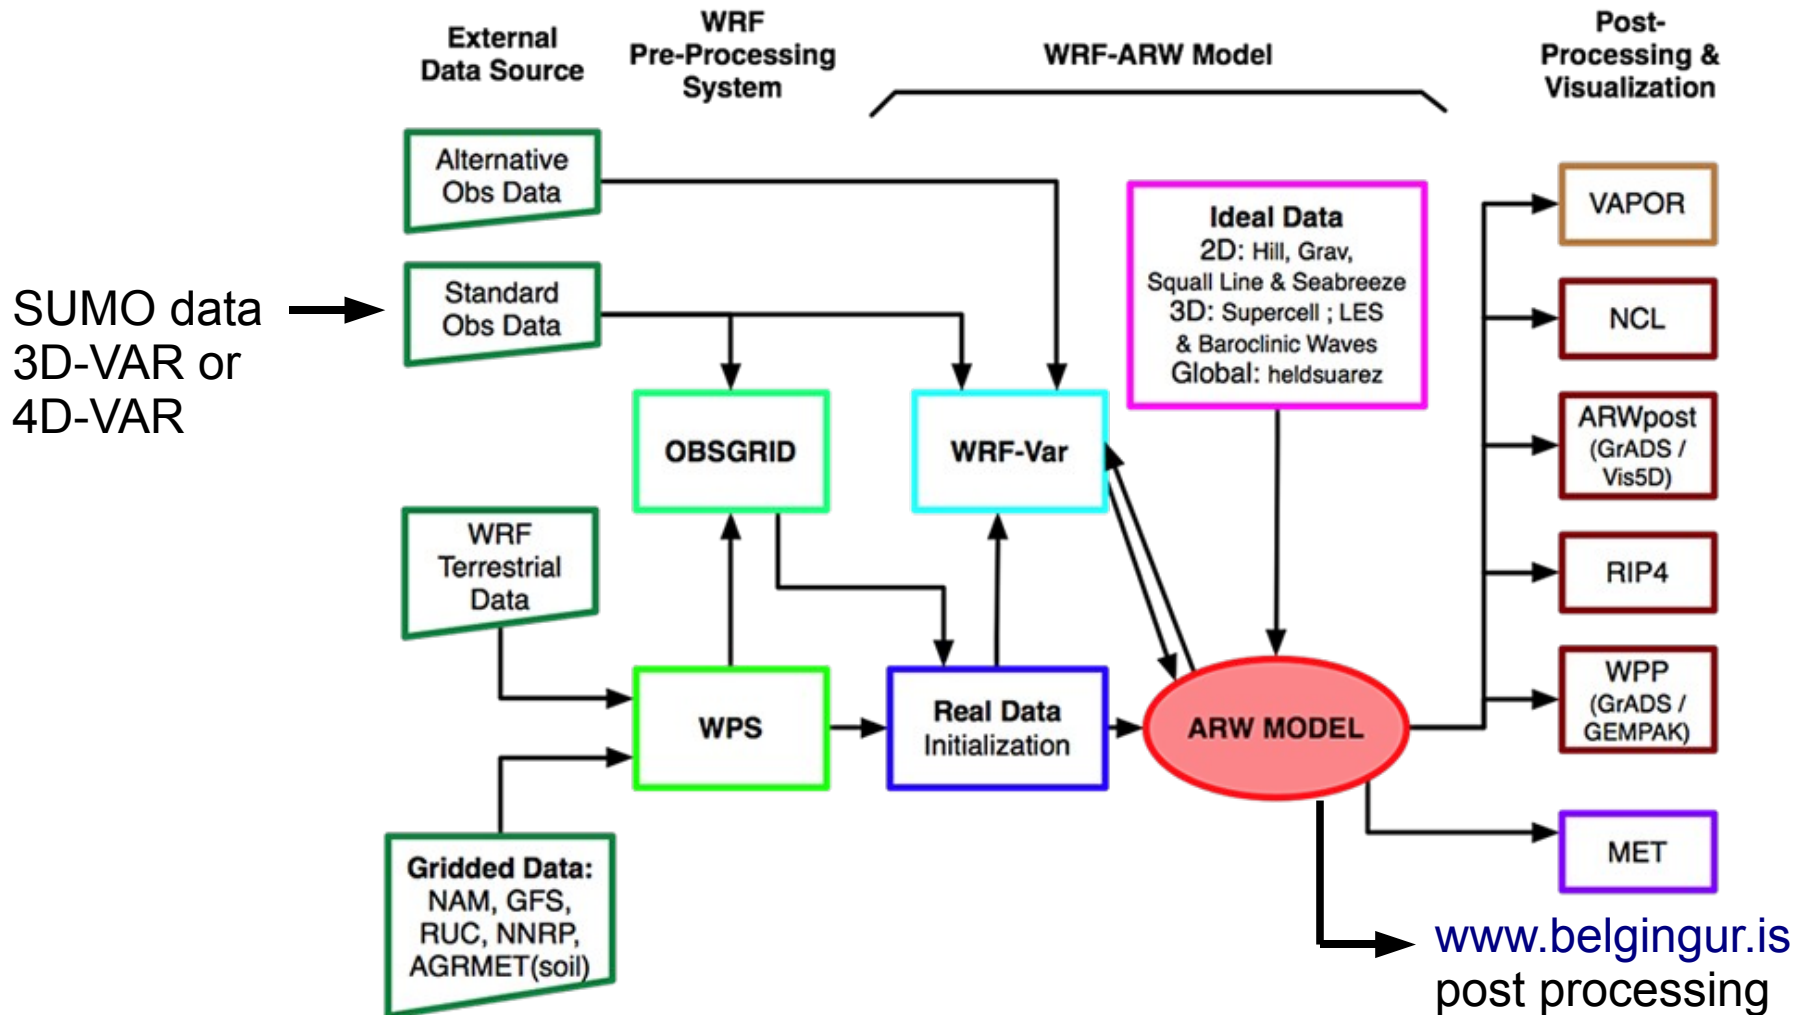 External
Data Source
WRF
Pre-Processing
System
WRF-ARW Model
Post-
Processing &
Visualization
Alternative
Obs Data
Standard
Obs Data
SUMO data
3D-VAR or
4D-VAR
Ideal Data
2D: Hill, Grav,
Squall Line & Seabreeze
3D: Supercell ; LES
& Baroclinic Waves
Global: heldsuarez
OBSGRID
WRF-Var
WRF
Terrestrial
Data
WPS
Real Data
Initialization
ARW MODEL
Gridded Data:
NAM, GFS,
RUC, NNRP,
AGRMET(soil)
VAPOR
NCL
ARWpost
(GrADS /
Vis5D)
RIP4
WPP
(GrADS /
GEMPAK)
MET
www.belgingur.is
post processing